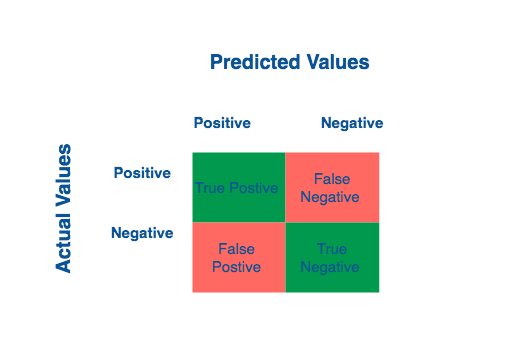 Predicted Values
Positive
Negative
Actual Values
Positive
True Postive
False
Negative
Negative
False
Postive
True
Negative